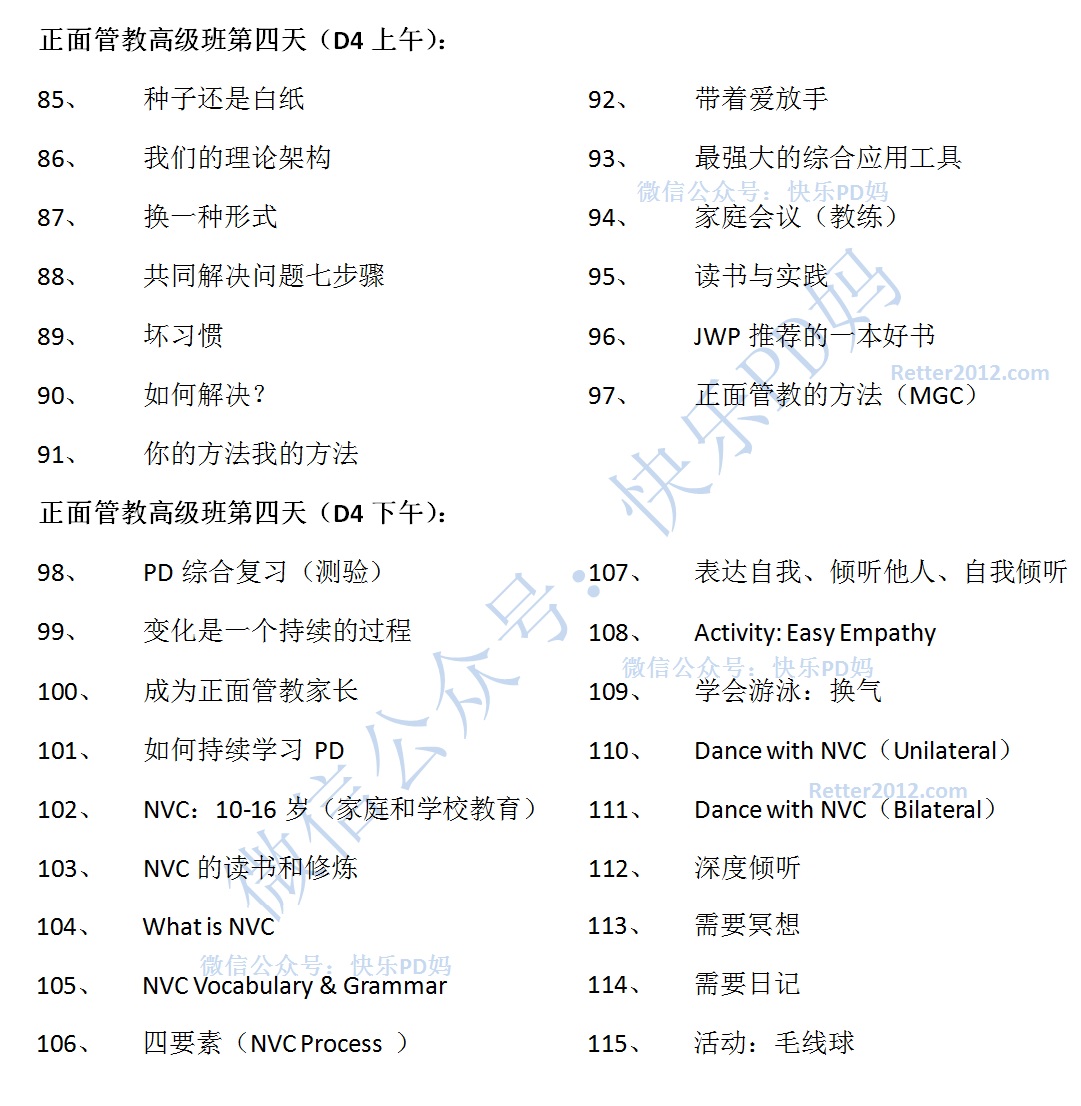 正面管教高级班第四天（D4 上午）：
85、 种子还是白纸
86、 我们的理论架构
87、 换一种形式
88、 共同解决问题七步骤
89、 坏习惯
90、 如何解决？
91、 你的方法我的方法
92、 带着爱放手
93、 最强大的综合应用工具
微信公众号：快乐PD妈
94、 家庭会议（教练）
95、 读书与实践
96、 JWP 推荐的一本好书
Retter2012.com
97、 正面管教的方法（MGC）
微信公众号：快乐PD妈
正面管教高级班第四天（D4 下午）：
98、 PD 综合复习（测验）
99、 变化是一个持续的过程
100、 成为正面管教家长
101、 如何持续学习 PD
102、 NVC：10-16 岁（家庭和学校教育）
103、 NVC 的读书和修炼
104、 What is NVC
微信公众号：快乐PD妈
105、 NVC Vocabulary & Grammar
106、 四要素（NVC Process ）
107、 表达自我、倾听他人、自我倾听
108、 Activity: Easy Empathy
微信公众号：快乐PD妈
109、 学会游泳：换气
110、 Dance with NVC（Unilateral）
Retter2012.com
111、 Dance with NVC（Bilateral）
112、 深度倾听
113、 需要冥想
114、 需要日记
115、 活动：毛线球